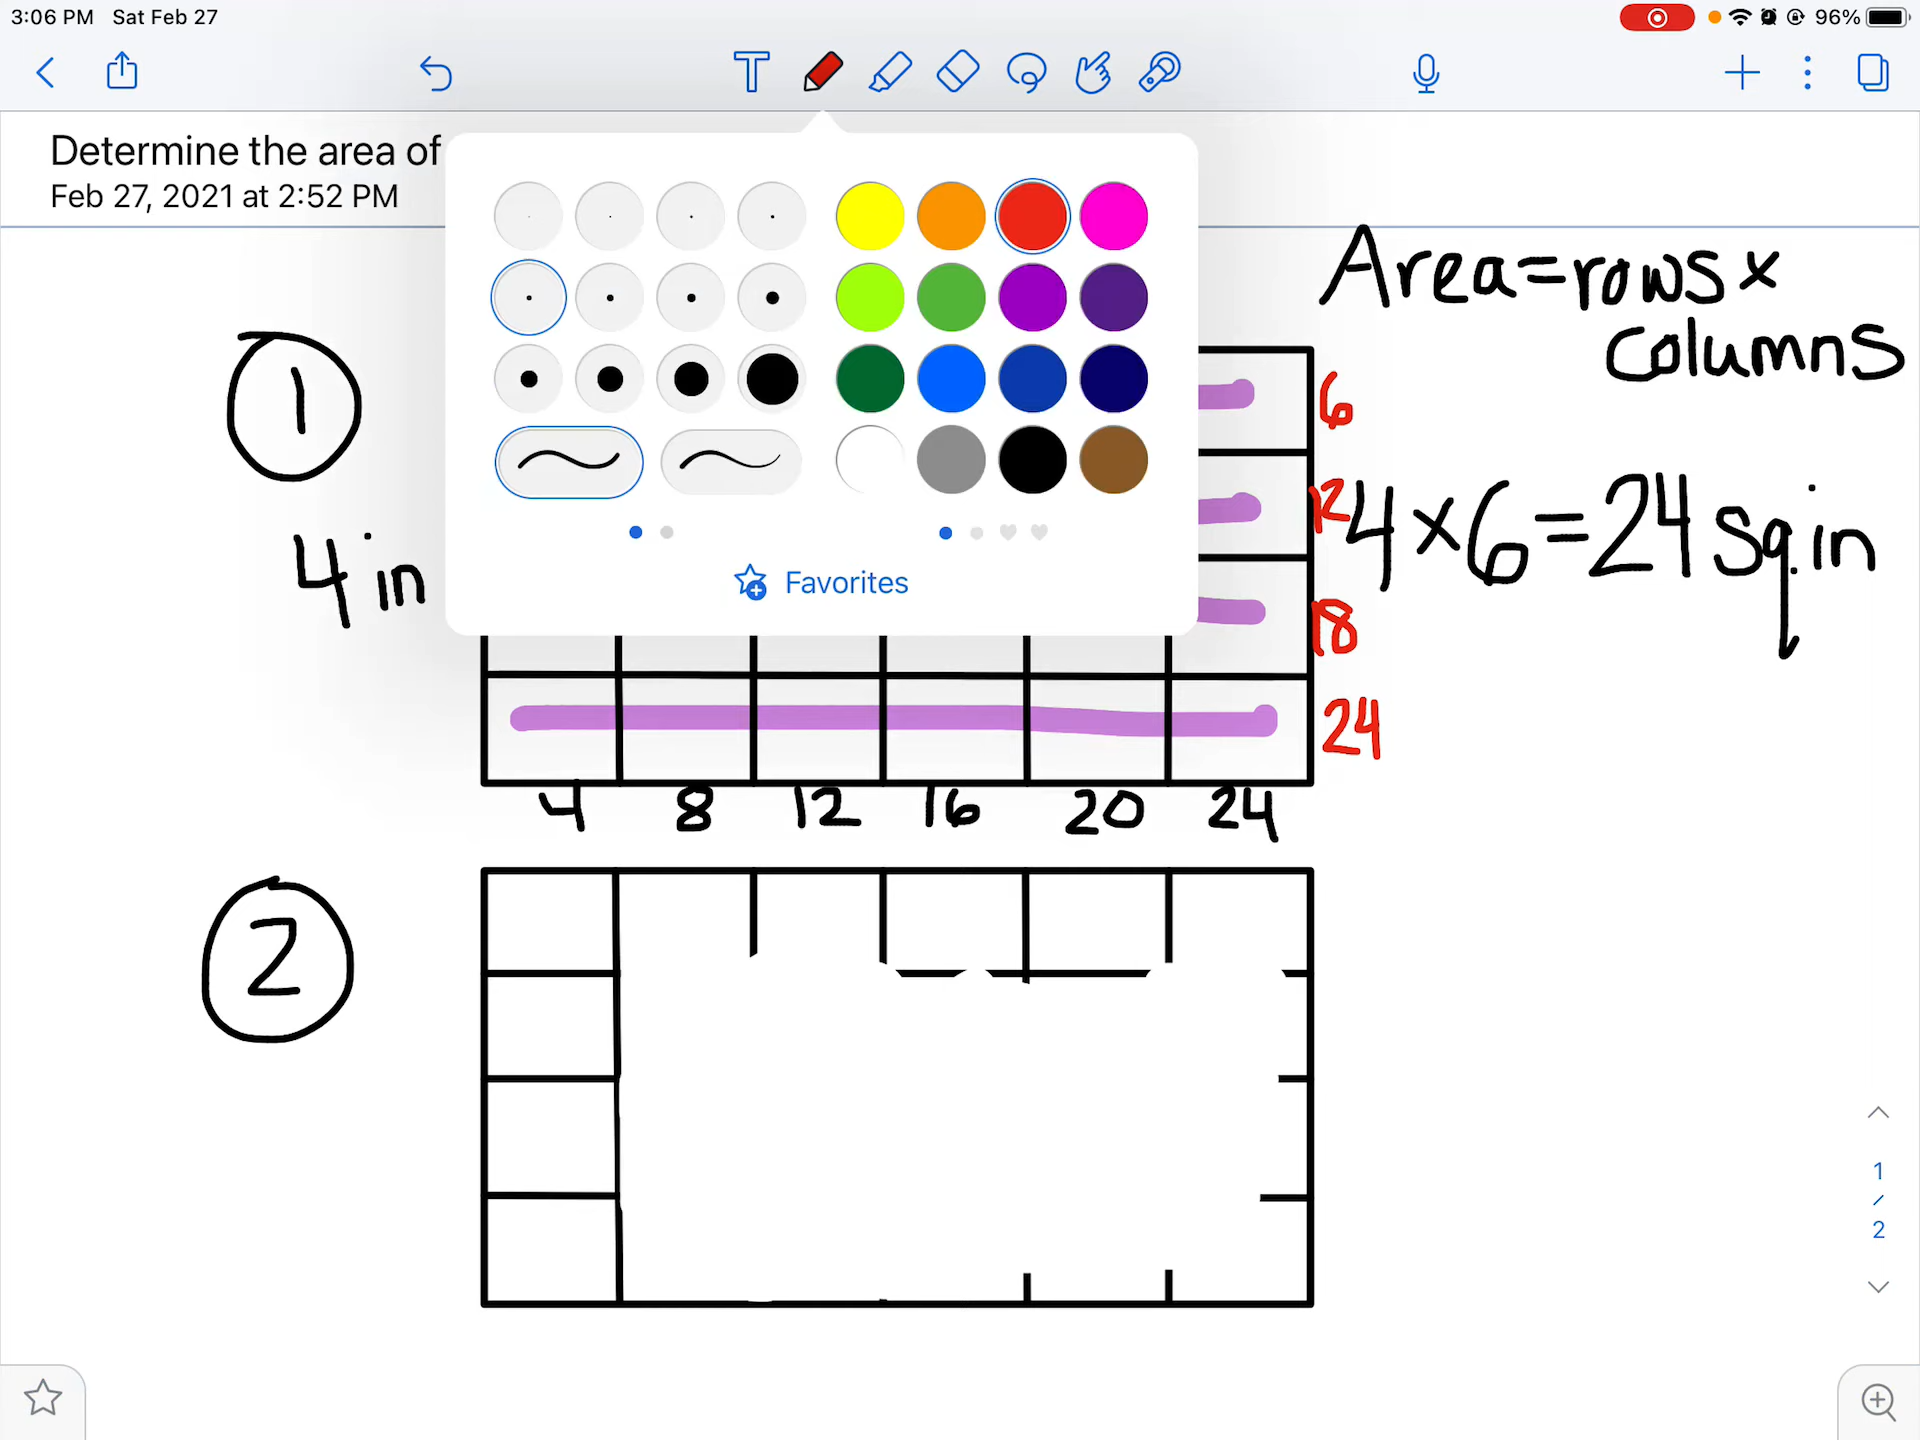 3:06 PM Sat Feb 27
96%
T
Determine the area of
Feb 27, 2021 at 2:52 PM
Favorites
Area=rows×
columns
1
4 in
6
12
18
24
4×6=24 sq.in
4 8 12 16 20 24
2
1
/
2